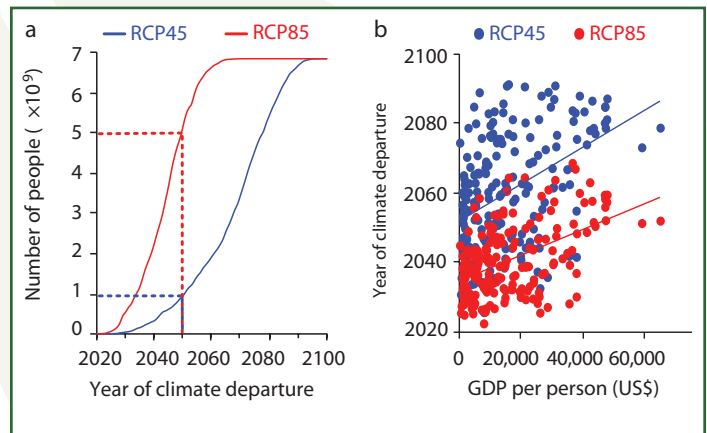 a
RCP45 RCP85
Number of people ( ×10⁹)
7
6
5
4
3
2
1
0
2020 2040 2060 2080 2100
Year of climate departure
b
RCP45 RCP85
Year of climate departure
2100
2080
2060
2040
2020
0 20,000 40,000 60,000
GDP per person (US$)